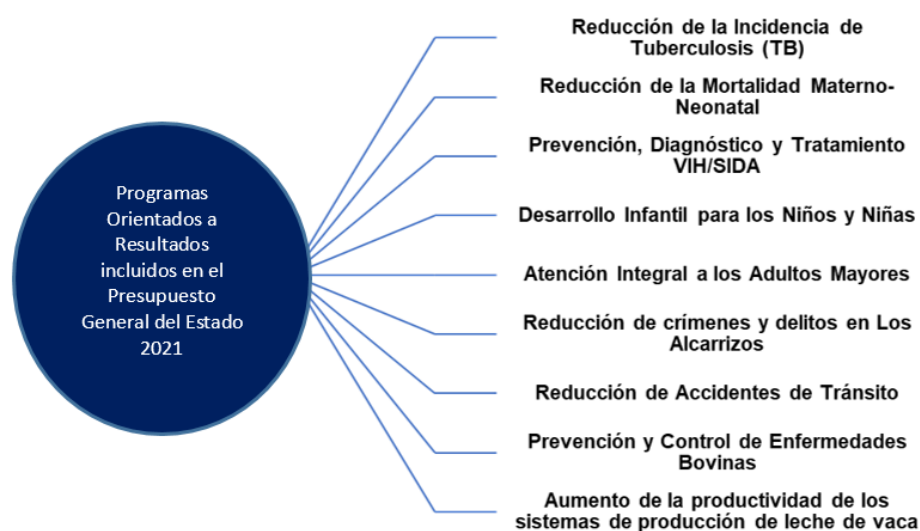 Programas
Orientados a
Resultados
incluidos en el
Presupuesto
General del Estado
2021
Reducción de la Incidencia de
Tuberculosis (TB)
Reducción de la Mortalidad Materno-
Neonatal
Prevención, Diagnóstico y Tratamiento
VIH/SIDA
Desarrollo Infantil para los Niños y Niñas
Atención Integral a los Adultos Mayores
Reducción de crímenes y delitos en Los
Alcarrizos
Reducción de Accidentes de Tránsito
Prevención y Control de Enfermedades
Bovinas
Aumento de la productividad de los
sistemas de producción de leche de vaca